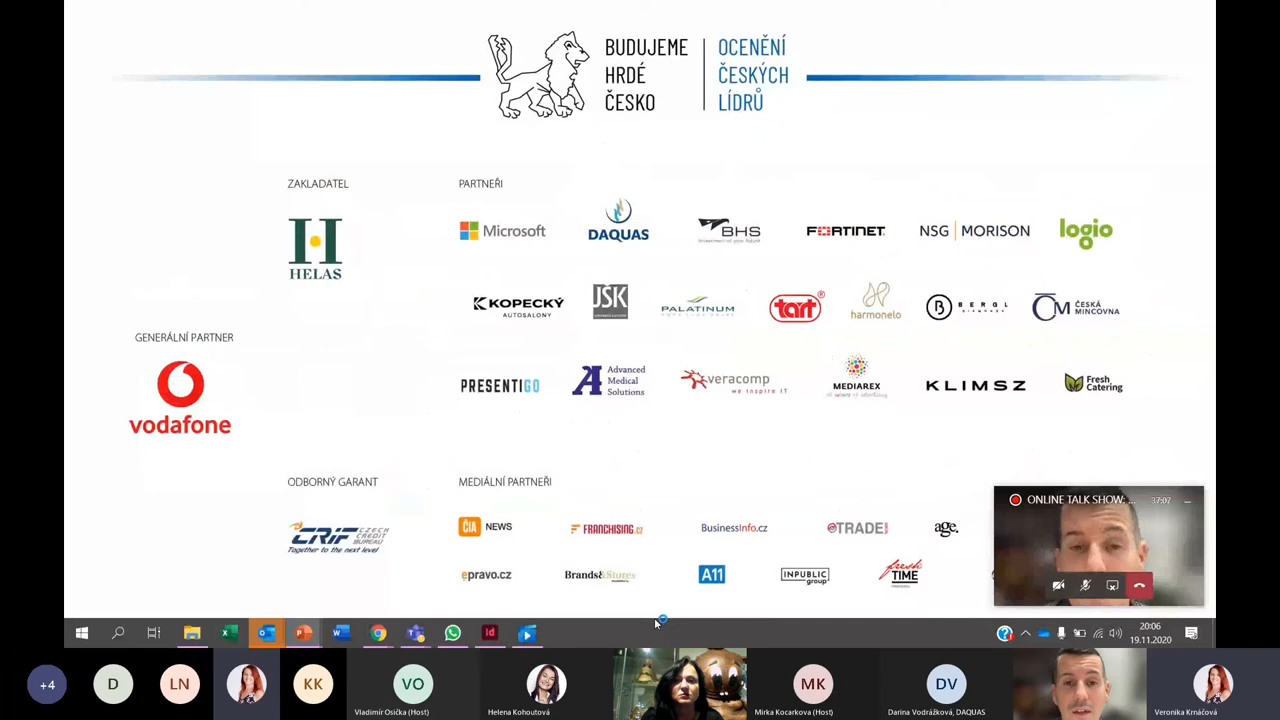 BUDUJEME
HRDÉ
ČESKO
OCENĚNÍ
ČESKÝCH
LÍDRŮ
ZAKLADATEL
PARTNEŘI
HELAS
Microsoft
DAQUAS
BHS
FORTINET
NSG | MORISON
logio
KOPECKÝ
AUTOSALONY
JŠK
PALATINUM
tart®
harmonelo
BERGL
ČM ČESKÁ
MINCOVNA
GENERÁLNÍ PARTNER
vodafone
PRESENTIGO
Advanced
Medical
Solutions
veracomp
we inspire IT
MEDIAREX
KLIMSZ
Fresh
Catering
ODBORNÝ GARANT
MEDIÁLNÍ PARTNEŘI
CRIF CZECH
CREDIT
BUREAU
Together to the next level
ČIA NEWS
FRANCHISING.cz
BusinessInfo.cz
TRADE
age.
epravo.cz
Brands&Stores
A11
INPUBLIC
group
fresh
TIME
ONLINE TALK SHOW: ...
37:07
20:06
19.11.2020
+4
D
LN
KK
VO
MK
DV
Vladimír Osička (Host)
Helena Kohoutová
Mirka Kocarkova (Host)
Darina Vodrážková, DAQUAS
Veronika Krnáčová